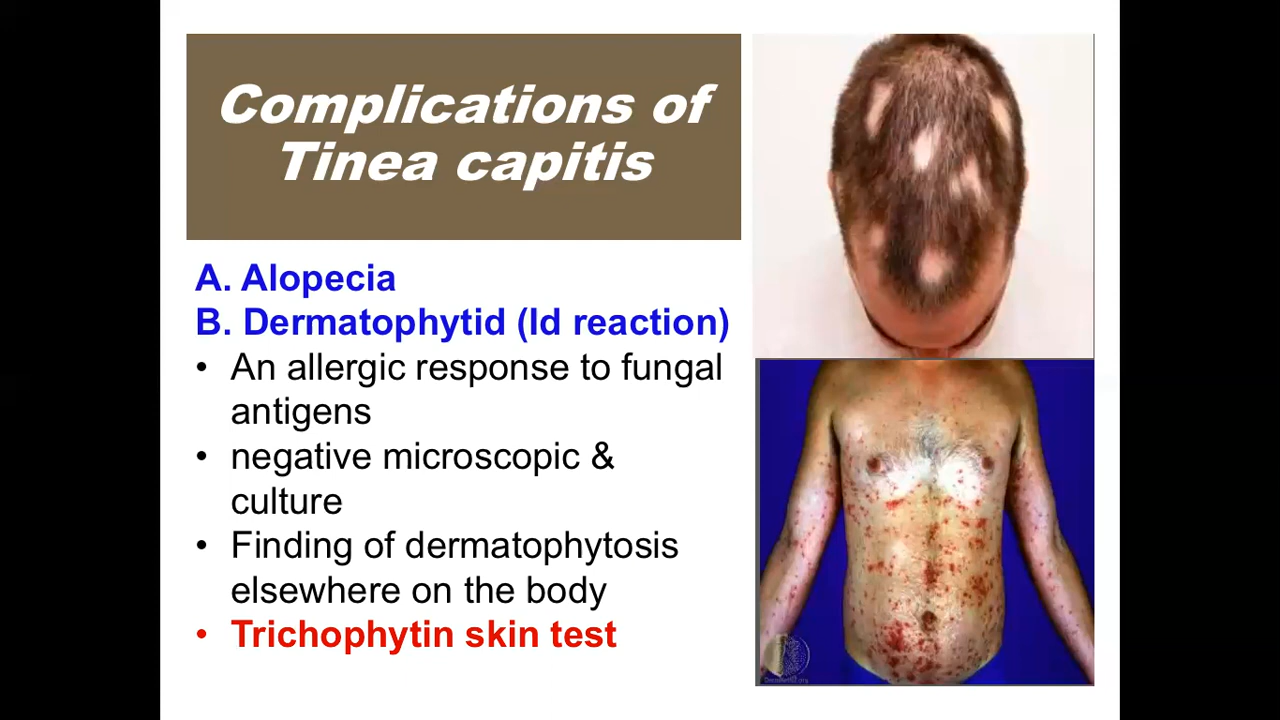 Complications of
Tinea capitis
A. Alopecia
B. Dermatophytid (Id reaction)
• An allergic response to fungal
antigens
• negative microscopic &
culture
• Finding of dermatophytosis
elsewhere on the body
• Trichophytin skin test